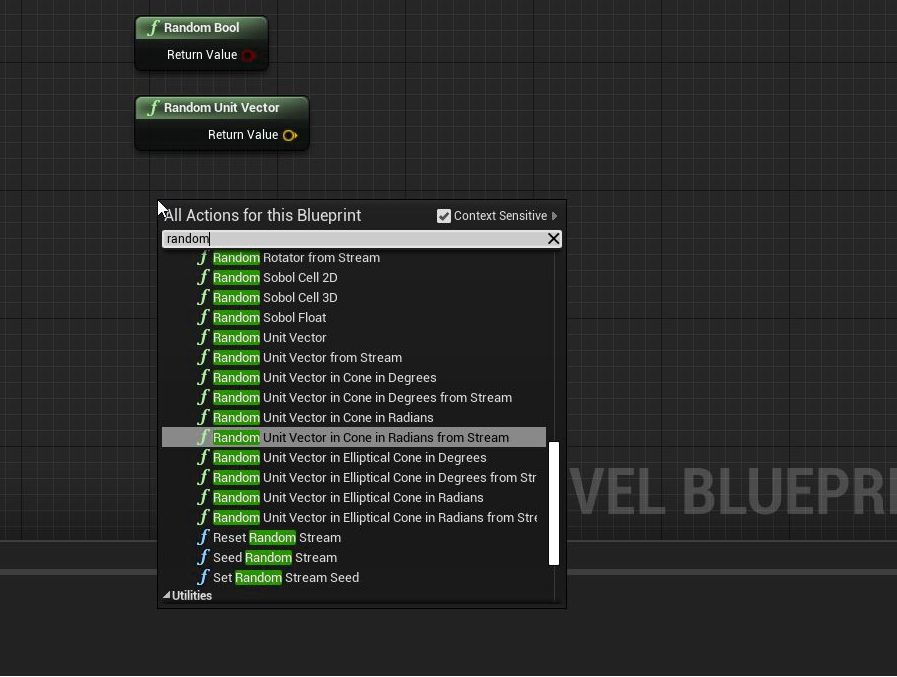 f Random Bool
Return Value
f Random Unit Vector
Return Value
All Actions for this Blueprint Context Sensitive
random
f Random Rotator from Stream
f Random Sobol Cell 2D
f Random Sobol Cell 3D
f Random Sobol Float
f Random Unit Vector
f Random Unit Vector from Stream
f Random Unit Vector in Cone in Degrees
f Random Unit Vector in Cone in Degrees from Stream
f Random Unit Vector in Cone in Radians
f Random Unit Vector in Cone in Radians from Stream
f Random Unit Vector in Elliptical Cone in Degrees
f Random Unit Vector in Elliptical Cone in Degrees from Str
f Random Unit Vector in Elliptical Cone in Radians
f Random Unit Vector in Elliptical Cone in Radians from Stre
f Reset Random Stream
f Seed Random Stream
f Set Random Stream Seed
Utilities
VEL BLUEPRI